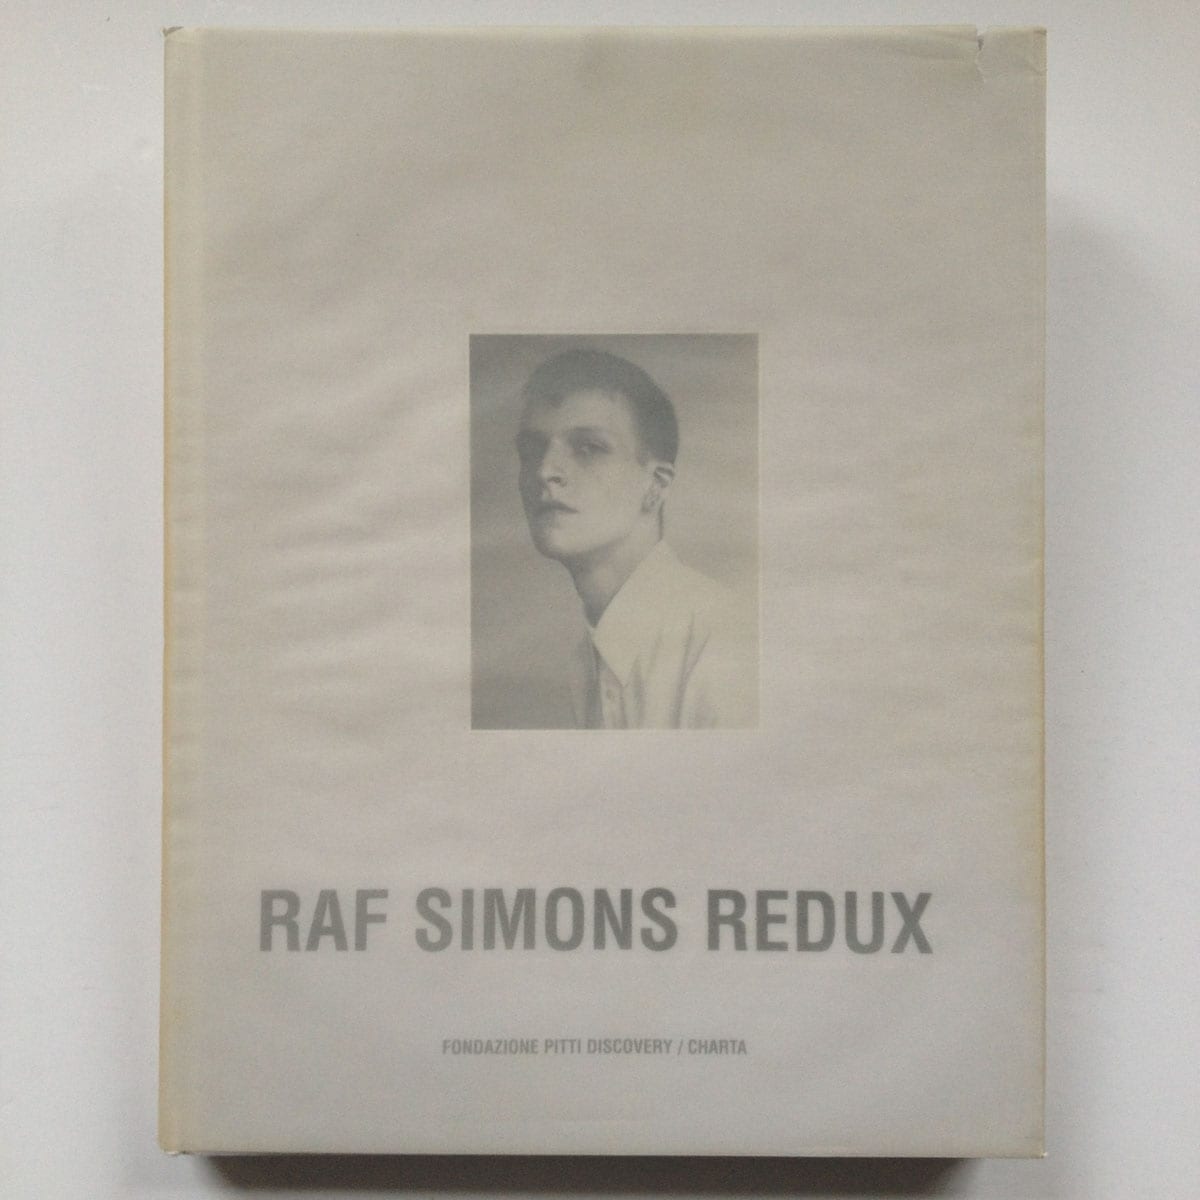 RAF SIMONS REDUX
FONDAZIONE PITTI DISCOVERY / CHARTA